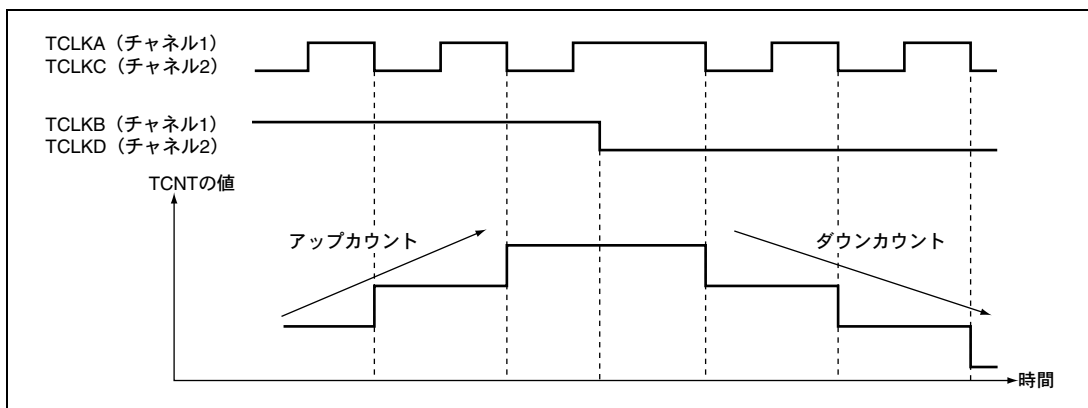 TCLKA（チャネル1）
TCLKC（チャネル2）
TCLKB（チャネル1）
TCLKD（チャネル2）
TCNTの値
アップカウント
ダウンカウント
時間